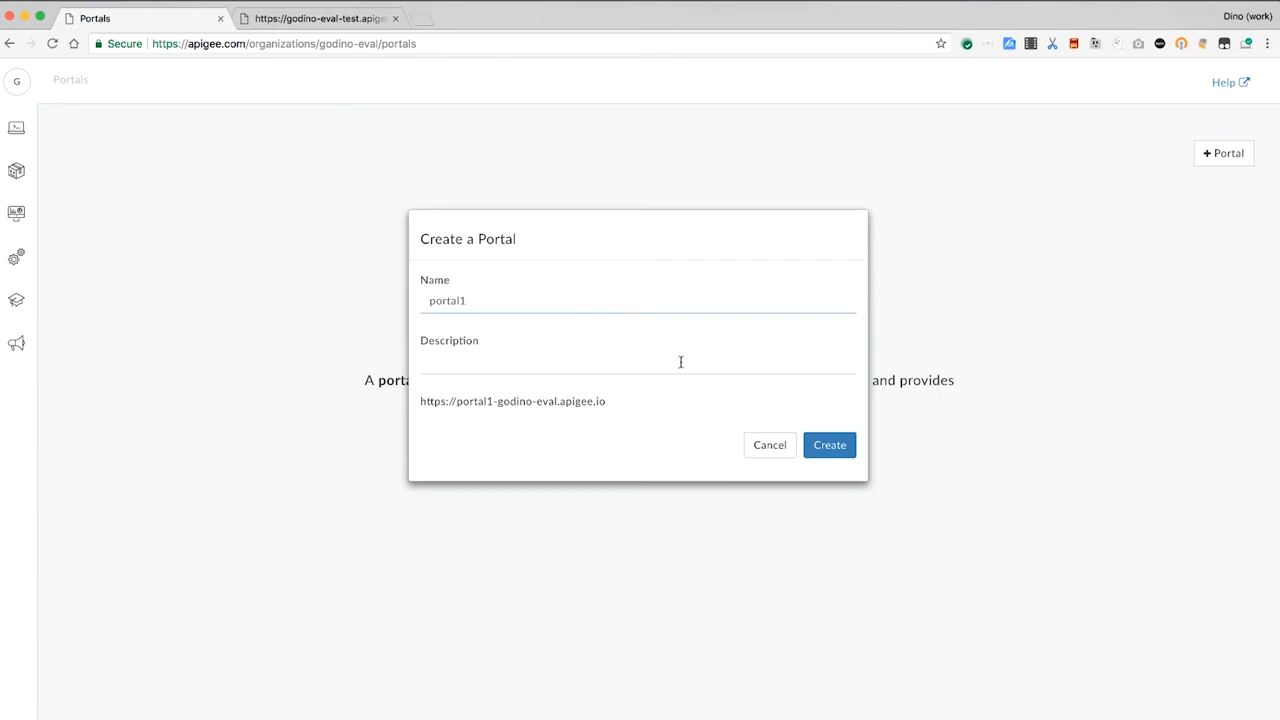 Portals
https://godino-eval-test.apige
Dino (work)
Secure https://apigee.com/organizations/godino-eval/portals
G
Portals
Help
+ Portal
Create a Portal
Name
portal1
Description
A porta
and provides
https://portal1-godino-eval.apigee.io
Cancel
Create